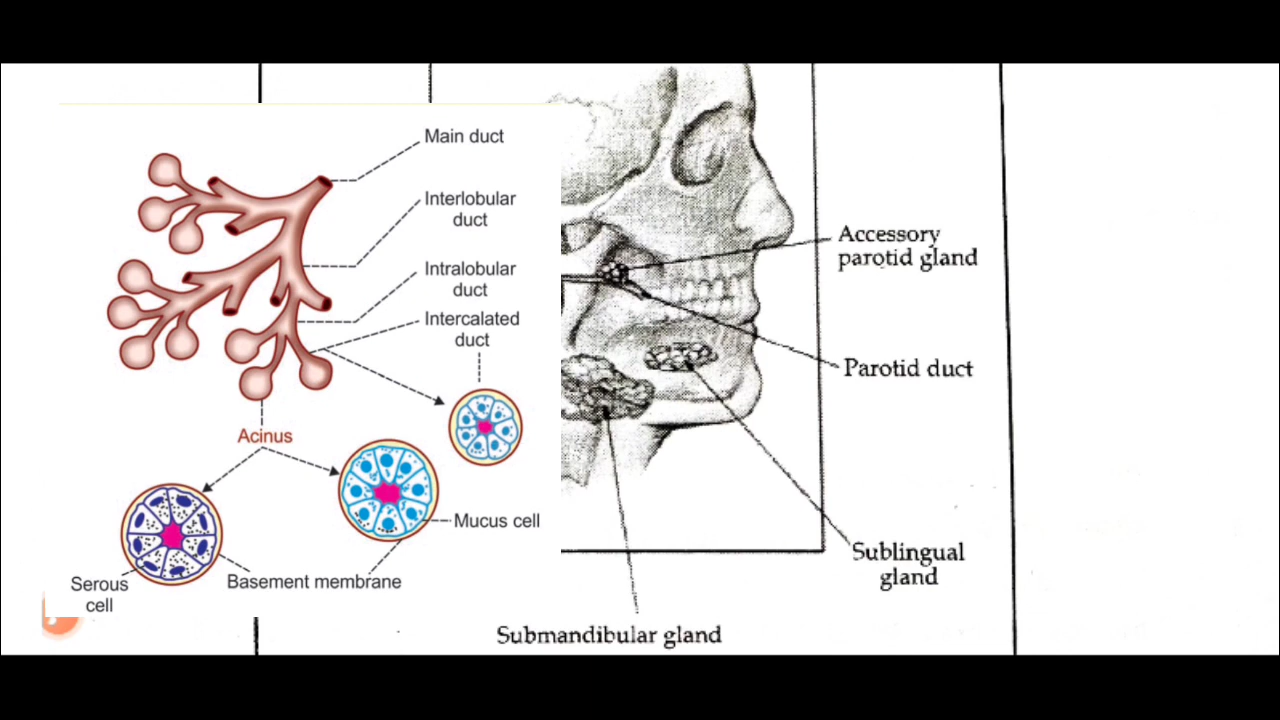 Main duct
Interlobular
duct
Intralobular
duct
Intercalated
duct
Acinus
Mucus cell
Basement membrane
Serous
cell
Accessory
parotid gland
Parotid duct
Sublingual
gland
Submandibular gland